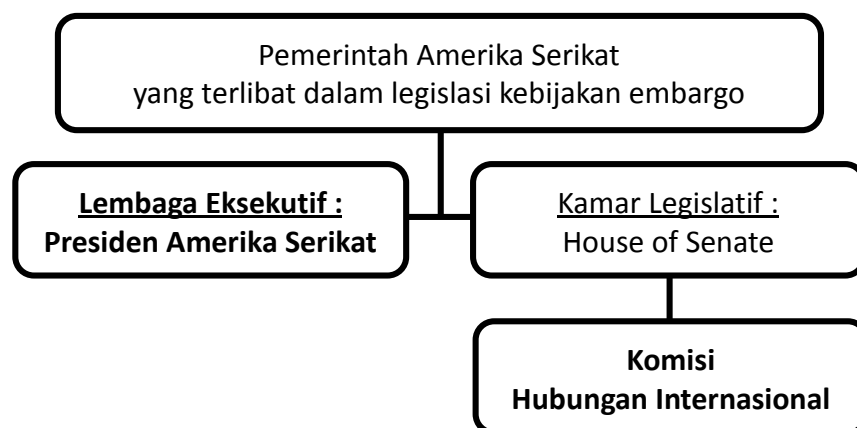 Pemerintah Amerika Serikat
yang terlibat dalam legislasi kebijakan embargo
Lembaga Eksekutif :
Presiden Amerika Serikat
Kamar Legislatif :
House of Senate
Komisi
Hubungan Internasional